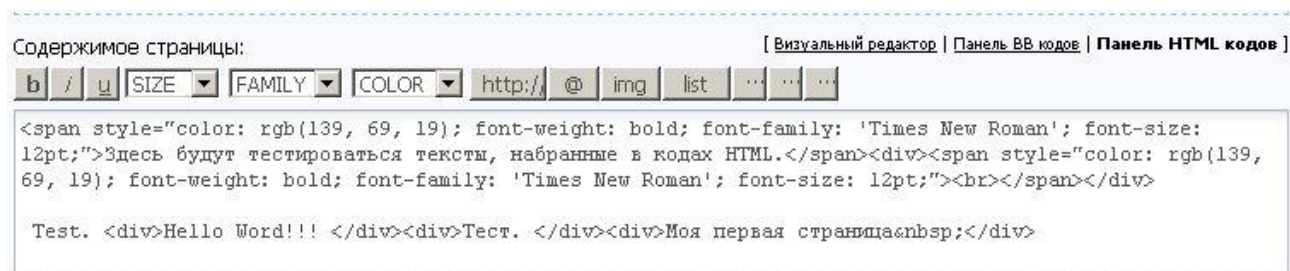 Содержимое страницы: [ Визуальный редактор | Панель BB кодов | Панель HTML кодов ]
b i u SIZE FAMILY COLOR http:// @ img list ... ... ...
<span style="color: rgb(139, 69, 19); font-weight: bold; font-family: 'Times New Roman'; font-size:
12pt;">Здесь будут тестироваться тексты, набранные в кодах HTML.</span><div><span style="color: rgb(139,
69, 19); font-weight: bold; font-family: 'Times New Roman'; font-size: 12pt;"><br></span></div>
Test. <div>Hello Word!!! </div><div>Тест. </div><div>Моя первая страница&nbsp;</div>